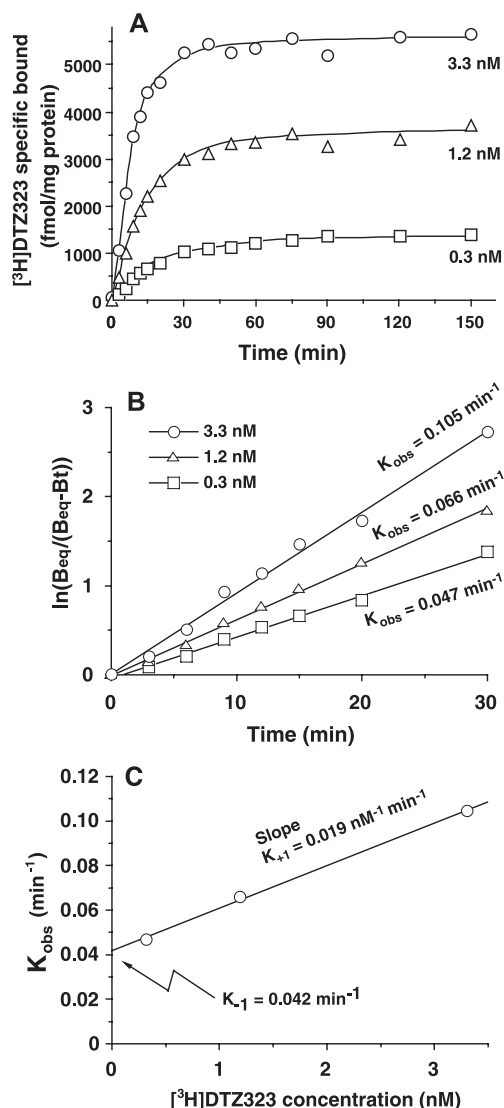 A
[³H]DTZ323 specific bound
(fmol/mg protein)
5000
4000
3000
2000
1000
0
3.3 nM
1.2 nM
0.3 nM
0 30 60 90 120 150
Time (min)
B
ln(Beq/(Beq-Bt))
3
2
1
0
3.3 nM
1.2 nM
0.3 nM
Kobs = 0.105 min⁻¹
Kobs = 0.066 min⁻¹
Kobs = 0.047 min⁻¹
0 10 20 30
Time (min)
C
Kobs (min⁻¹)
0.12
0.10
0.08
0.06
0.04
0.02
0
Slope
K+1 = 0.019 nM⁻¹ min⁻¹
K-1 = 0.042 min⁻¹
0 1 2 3
[³H]DTZ323 concentration (nM)